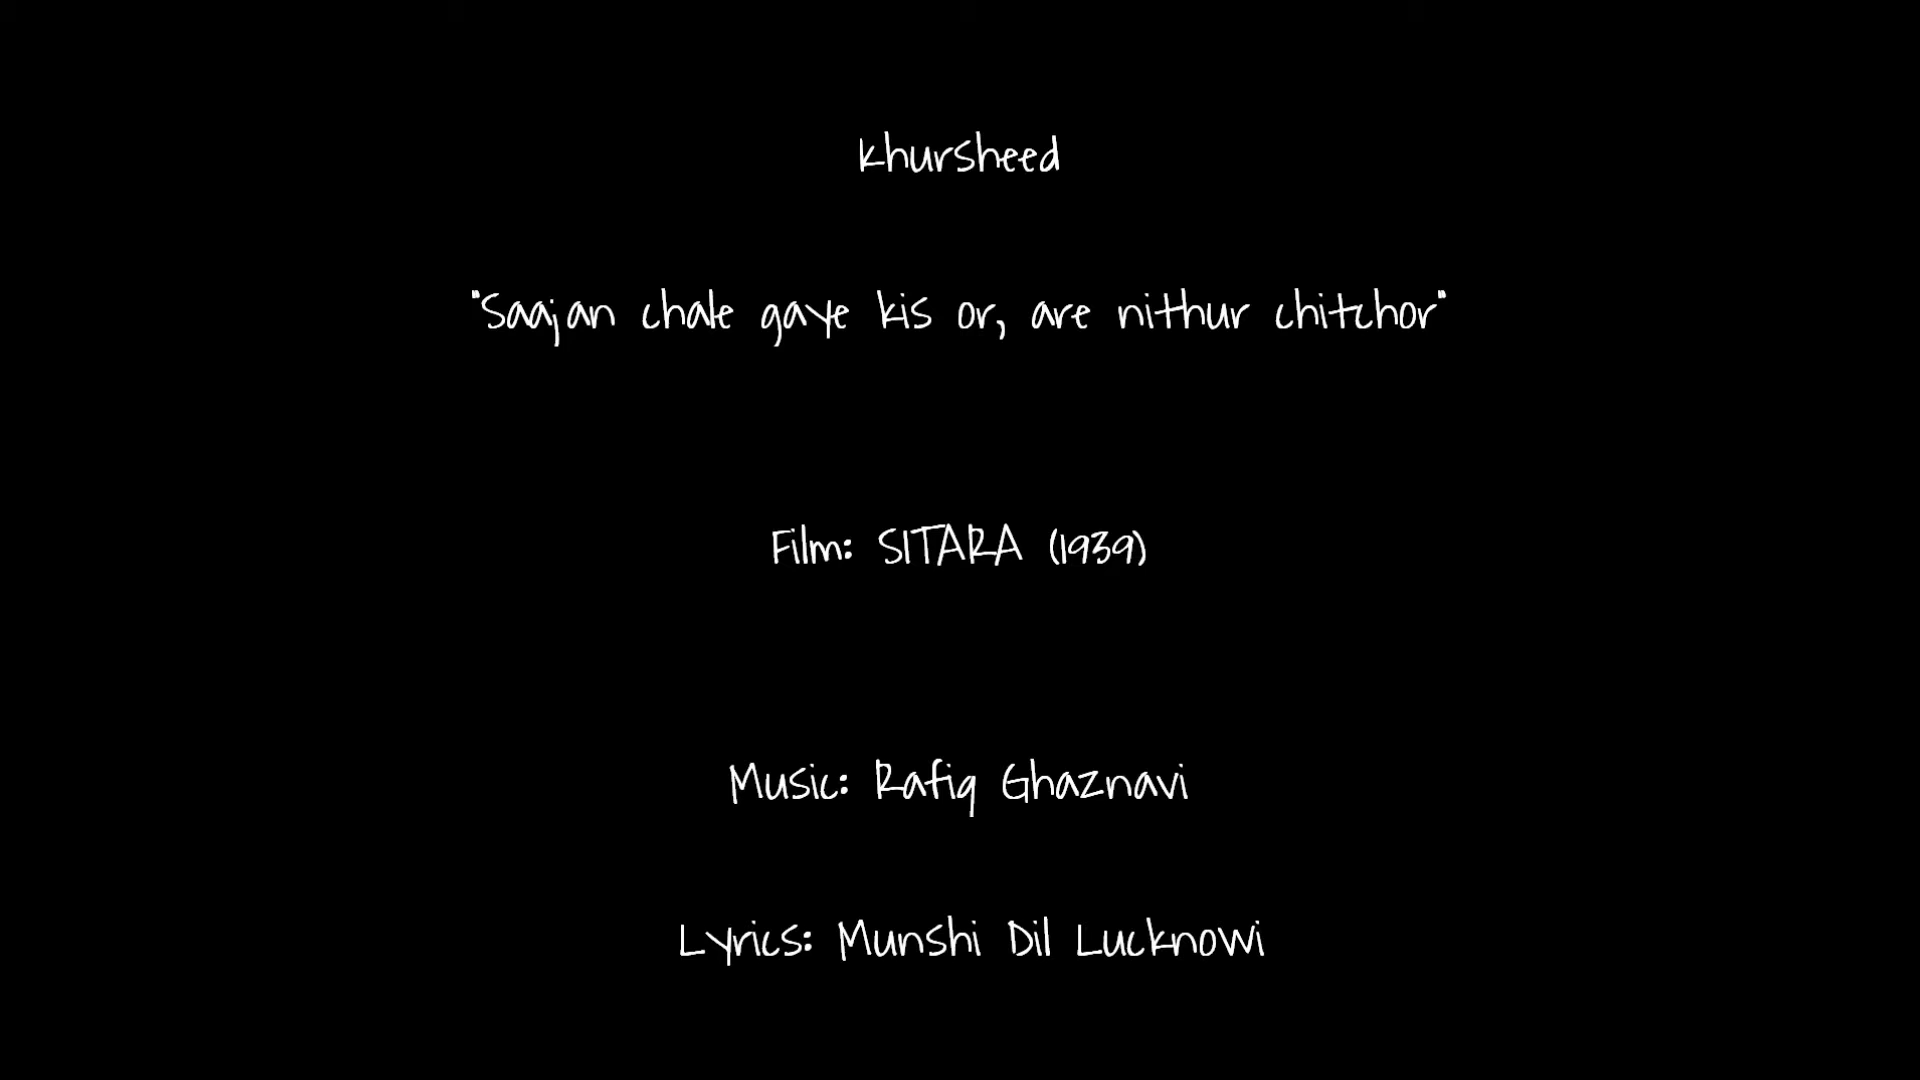 Khursheed
"Saajan chale gaye kis or, are nithur chitchor"
Film: SITARA (1939)
Music: Rafiq Ghaznavi
Lyrics: Munshi Dil Lucknowi